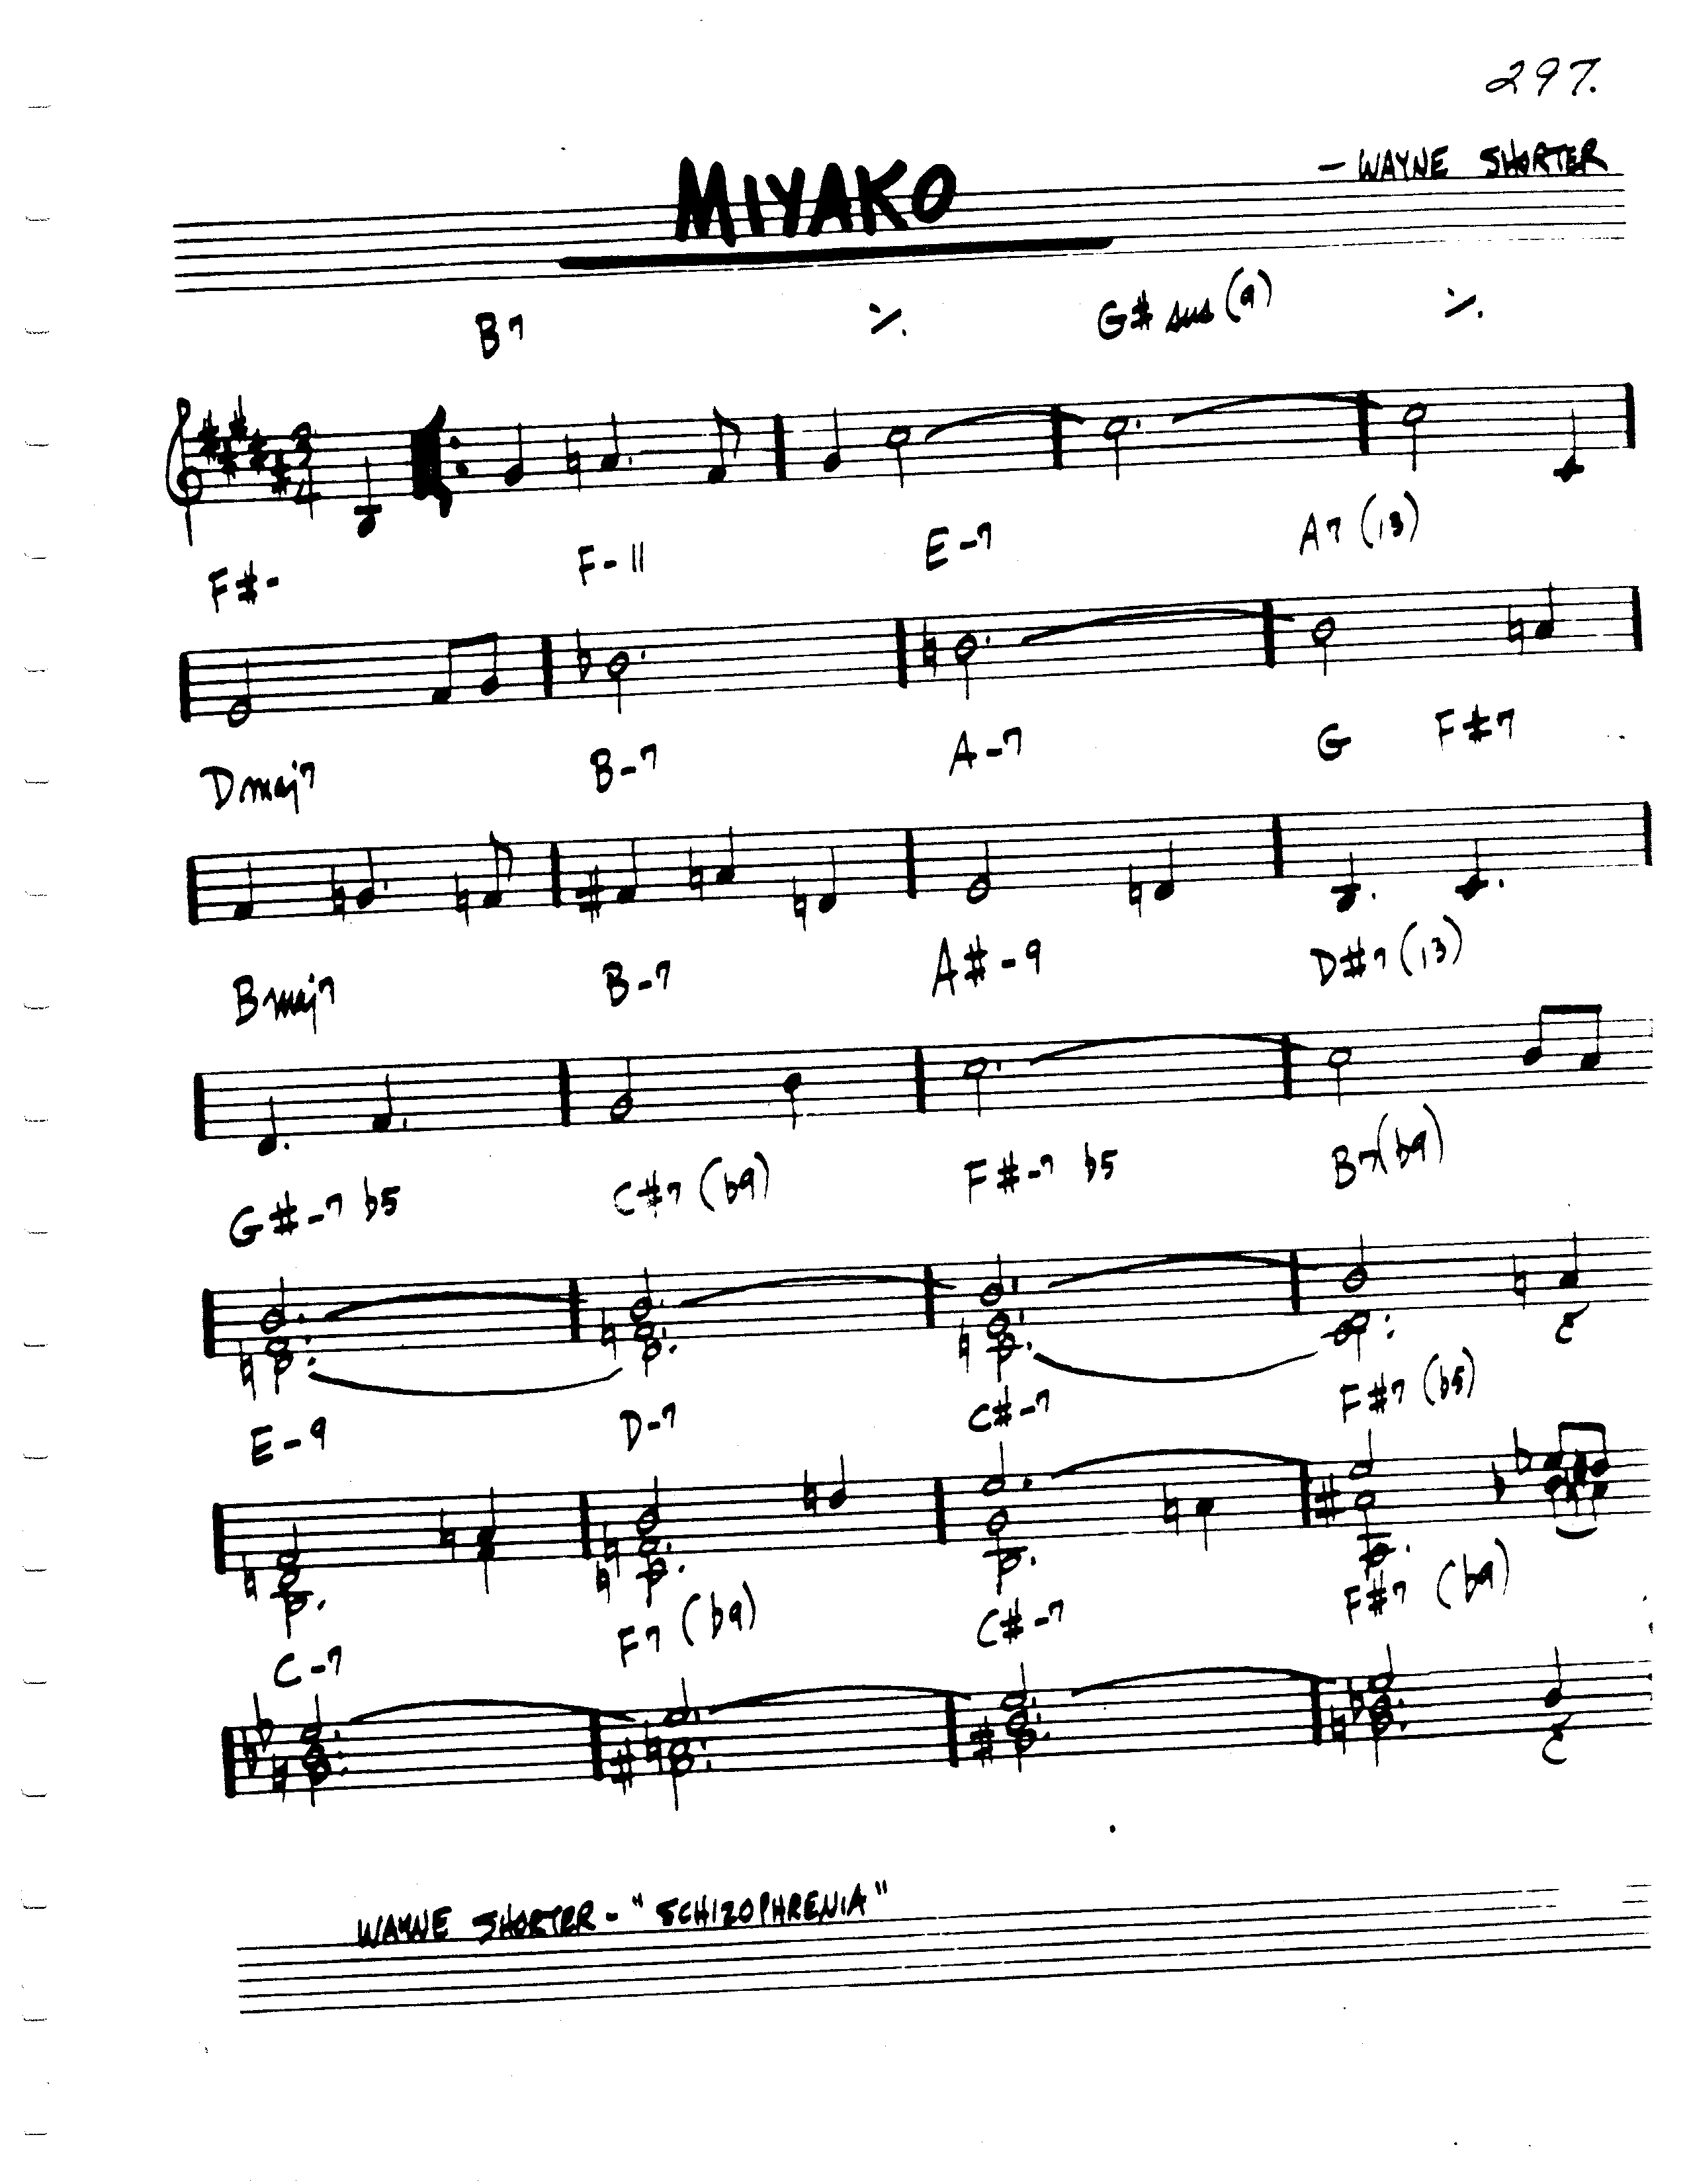 297.
MIYAKO
- WAYNE SHORTER
B7 ٪ G# sus (9) ٪
3
4
F#- F-11 E-7 A7 (13)
Dmaj7 B-7 A-7 G F#7
Bmaj7 B-7 A#-9 D#7 (13)
G#-7 b5 C#7 (b9) F#-7 b5 B7(b9)
E-9 D-7 C#-7 F#7 (b5)
C-7 F7 (b9) C#-7 F#7 (b9)
WAYNE SHORTER - "SCHIZOPHRENIA"